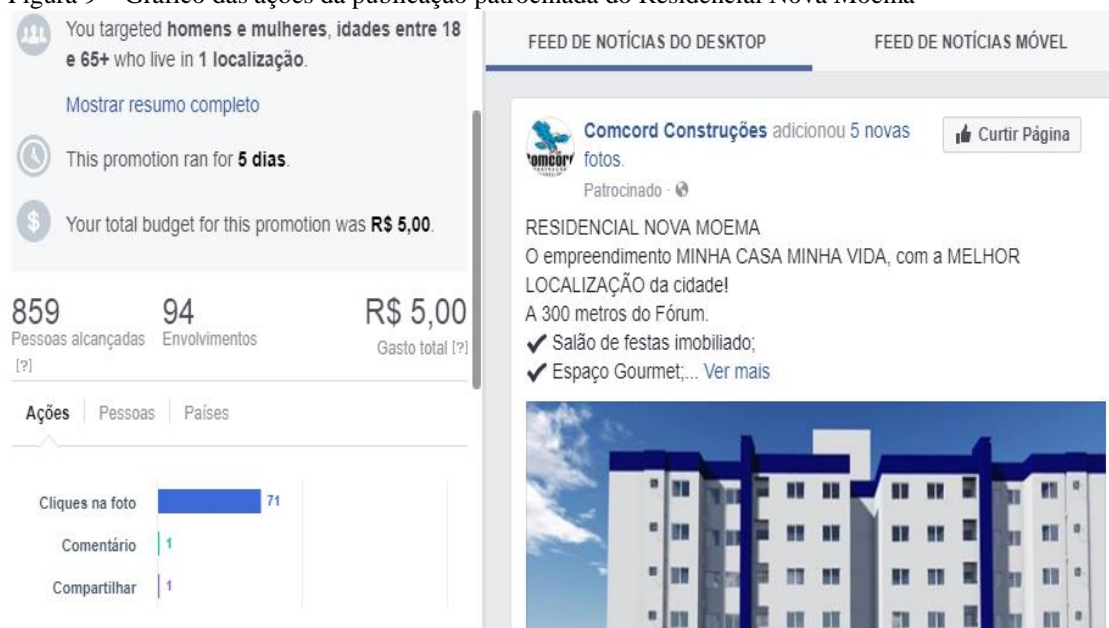 Figura 9 – Gráfico das ações da publicação patrocinada do Residencial Nova Moema
You targeted homens e mulheres, idades entre 18
e 65+ who live in 1 localização.
Mostrar resumo completo
This promotion ran for 5 dias.
$
Your total budget for this promotion was R$ 5,00.
859
Pessoas alcançadas
[?]
94
Envolvimentos
R$ 5,00
Gasto total [?]
Ações
Pessoas
Países
Cliques na foto
71
Comentário
1
Compartilhar
1
FEED DE NOTÍCIAS DO DESKTOP
FEED DE NOTÍCIAS MÓVEL
Comcord Construções adicionou 5 novas
fotos.
Curtir Página
Patrocinado ·
RESIDENCIAL NOVA MOEMA
O empreendimento MINHA CASA MINHA VIDA, com a MELHOR
LOCALIZAÇÃO da cidade!
A 300 metros do Fórum.
✔ Salão de festas imobiliado;
✔ Espaço Gourmet;... Ver mais